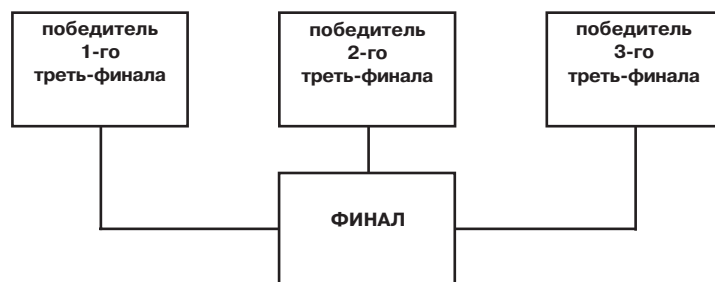 победитель
1-го
треть-финала
победитель
2-го
треть-финала
победитель
3-го
треть-финала
ФИНАЛ